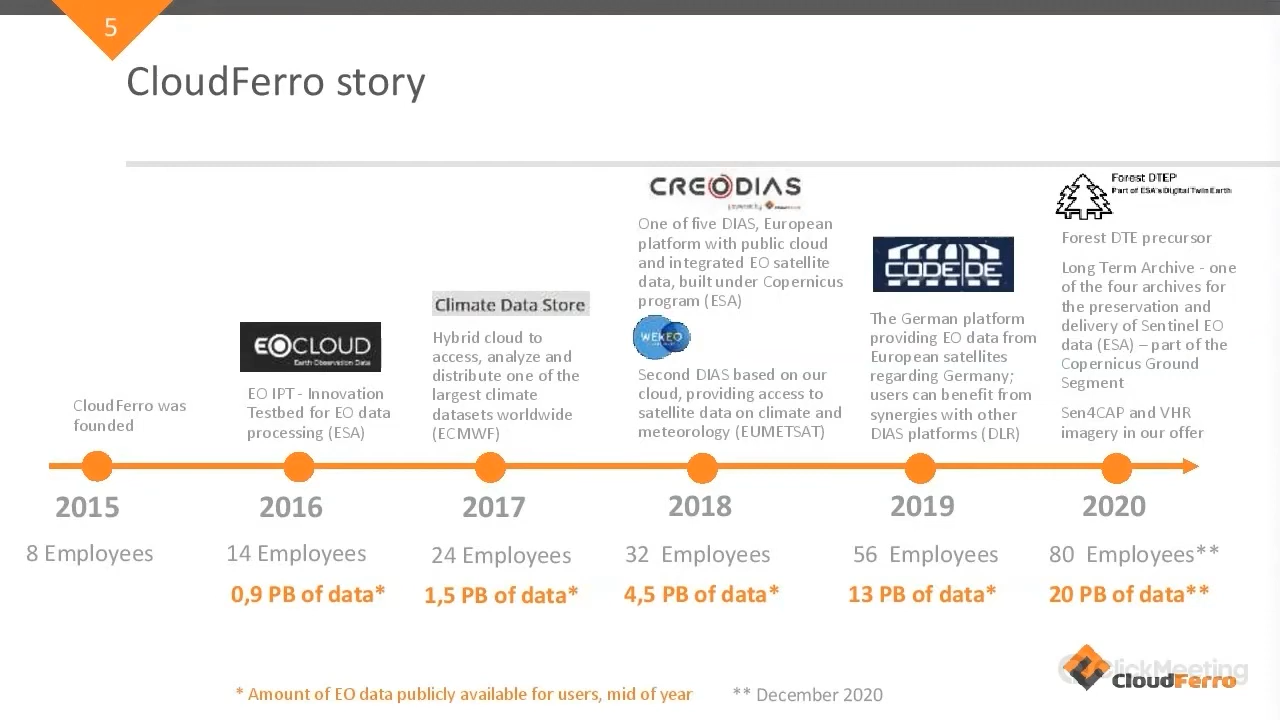 5
CloudFerro story
CloudFerro was
founded
2015
8 Employees
EOCLOUD
Earth Observation Data
EO IPT - Innovation
Testbed for EO data
processing (ESA)
2016
14 Employees
0,9 PB of data*
Climate Data Store
Hybrid cloud to
access, analyze and
distribute one of the
largest climate
datasets worldwide
(ECMWF)
2017
24 Employees
1,5 PB of data*
CREODIAS
powered by
One of five DIAS, European
platform with public cloud
and integrated EO satellite
data, built under Copernicus
program (ESA)
WEKEO
Second DIAS based on our
cloud, providing access to
satellite data on climate and
meteorology (EUMETSAT)
2018
32 Employees
4,5 PB of data*
CODE DE
The German platform
providing EO data from
European satellites
regarding Germany;
users can benefit from
synergies with other
DIAS platforms (DLR)
2019
56 Employees
13 PB of data*
Forest DTEP
Part of ESA's Digital Twin Earth
Forest DTE precursor
Long Term Archive - one
of the four archives for
the preservation and
delivery of Sentinel EO
data (ESA) – part of the
Copernicus Ground
Segment
Sen4CAP and VHR
imagery in our offer
2020
80 Employees**
20 PB of data**
* Amount of EO data publicly available for users, mid of year
** December 2020
ClickMeeting
CloudFerro